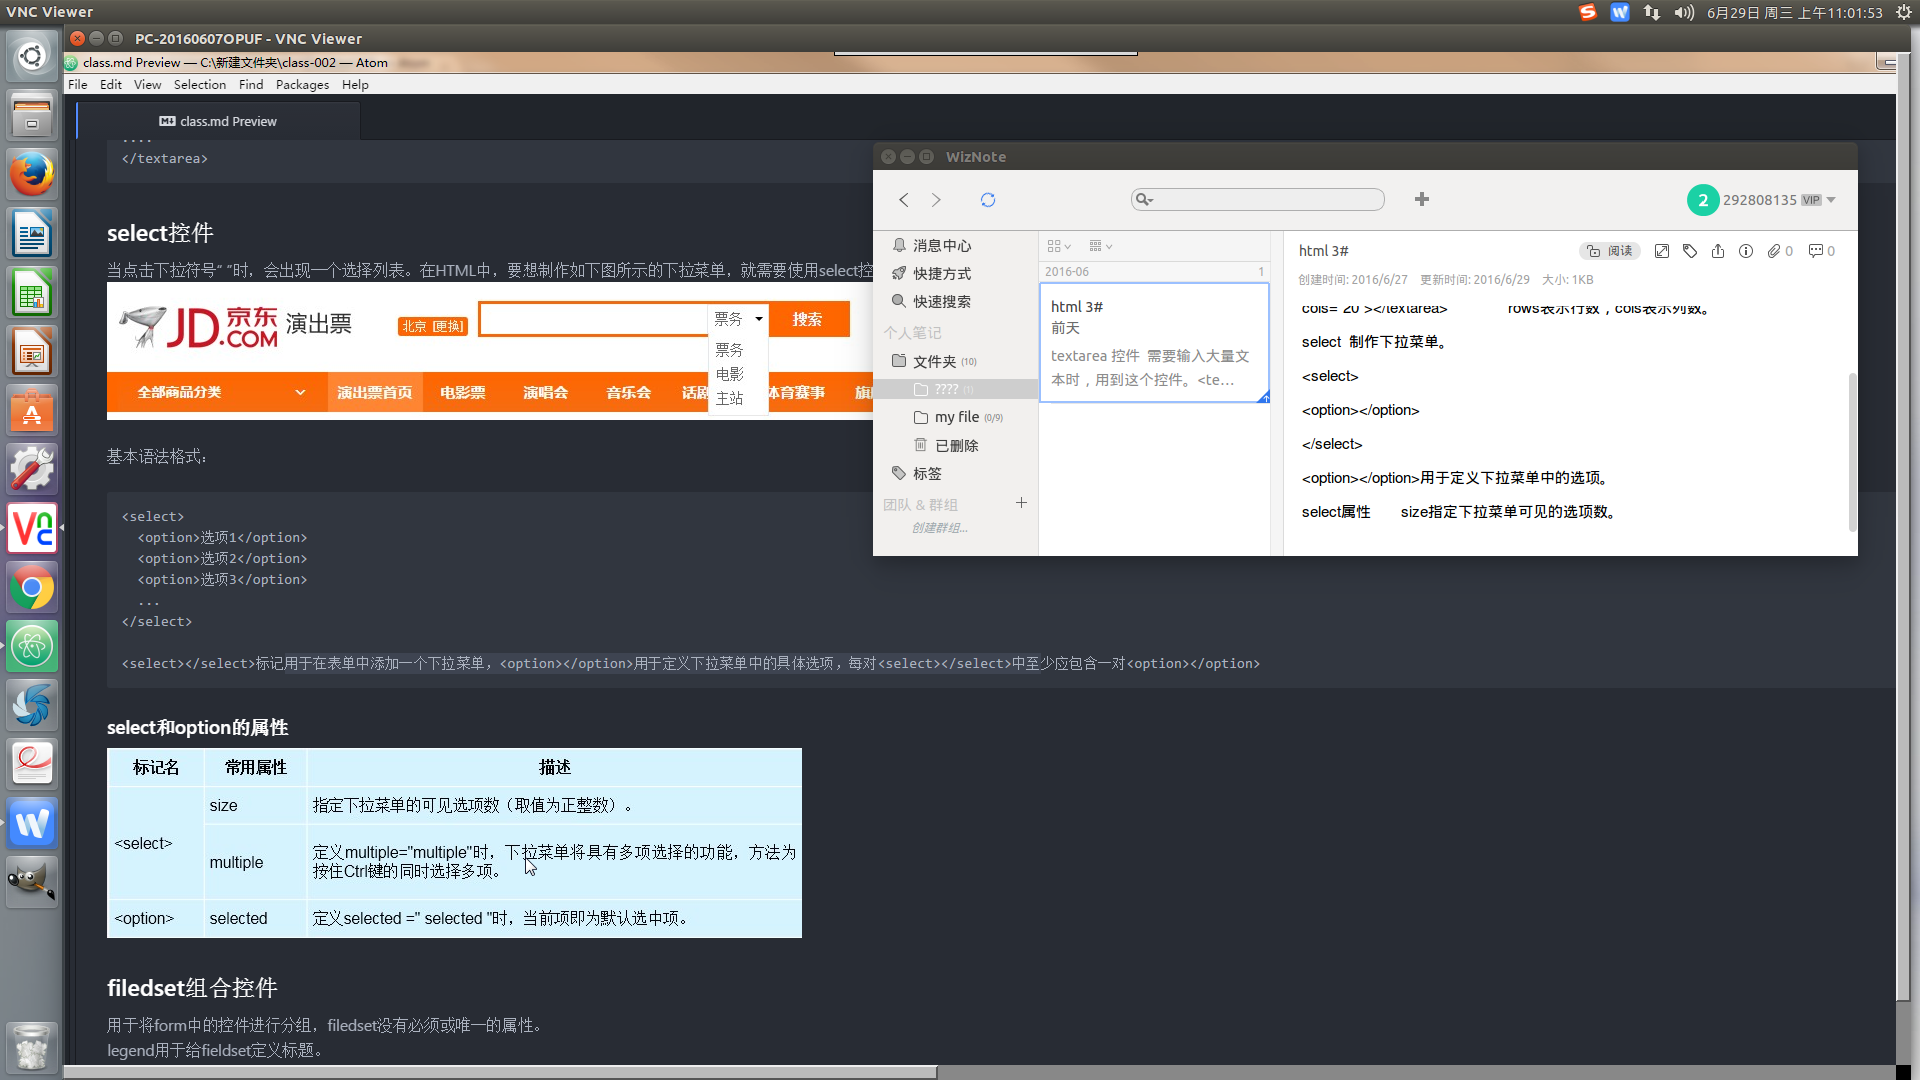 VNC Viewer
6月29日 周三 上午11:01:53
PC-20160607OPUF - VNC Viewer
class.md Preview — C:\新建文件夹\class-002 — Atom
File Edit View Selection Find Packages Help
class.md Preview
</textarea>
select控件
当点击下拉符号“ ”时，会出现一个选择列表。在HTML中，要想制作如下图所示的下拉菜单，就需要使用select控
JD.COM 京东 演出票
北京 [更换]
票务
搜索
票务
电影
主站
全部商品分类 演出票首页 电影票 演唱会 音乐会 话剧 体育赛事
基本语法格式：
<select>
<option>选项1</option>
<option>选项2</option>
<option>选项3</option>
...
</select>
<select></select>标记用于在表单中添加一个下拉菜单，<option></option>用于定义下拉菜单中的具体选项，每对<select></select>中至少应包含一对<option></option>
select和option的属性
标记名 常用属性 描述
<select> size 指定下拉菜单的可见选项数（取值为正整数）。
multiple 定义multiple="multiple"时，下拉菜单将具有多项选择的功能，方法为
按住Ctrl键的同时选择多项。
<option> selected 定义selected =" selected "时，当前项即为默认选中项。
filedset组合控件
用于将form中的控件进行分组，filedset没有必须或唯一的属性。
legend用于给fieldset定义标题。
WizNote
2 292808135 VIP
消息中心
快捷方式
快速搜索
个人笔记
文件夹 (10)
???? (1)
my file (0/9)
已删除
标签
团队 & 群组
创建群组...
2016-06 1
html 3#
前天
textarea 控件 需要输入大量文
本时，用到这个控件。<te...
html 3#
阅读 0 0
创建时间: 2016/6/27 更新时间: 2016/6/29 大小: 1KB
cols=" 20 "></textarea> rows表示行数，cols表示列数。
select 制作下拉菜单。
<select>
<option></option>
</select>
<option></option>用于定义下拉菜单中的选项。
select属性 size指定下拉菜单可见的选项数。